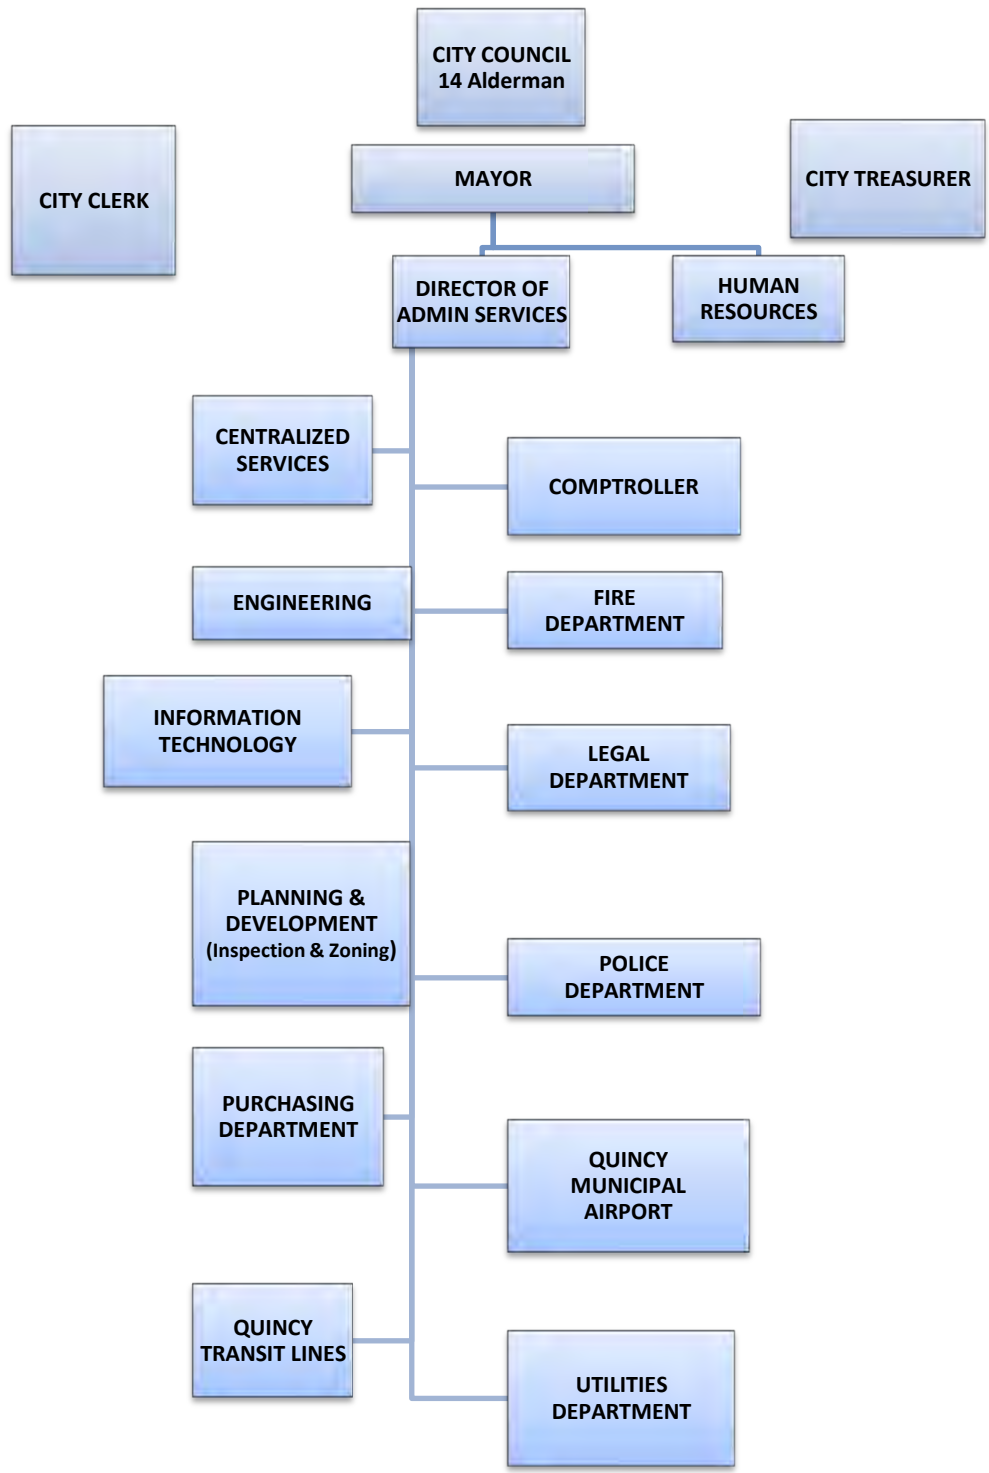 CITY COUNCIL
14 Alderman
CITY CLERK
MAYOR
CITY TREASURER
DIRECTOR OF
ADMIN SERVICES
HUMAN
RESOURCES
CENTRALIZED
SERVICES
COMPTROLLER
ENGINEERING
FIRE
DEPARTMENT
INFORMATION
TECHNOLOGY
LEGAL
DEPARTMENT
PLANNING &
DEVELOPMENT
(Inspection & Zoning)
POLICE
DEPARTMENT
PURCHASING
DEPARTMENT
QUINCY
MUNICIPAL
AIRPORT
QUINCY
TRANSIT LINES
UTILITIES
DEPARTMENT